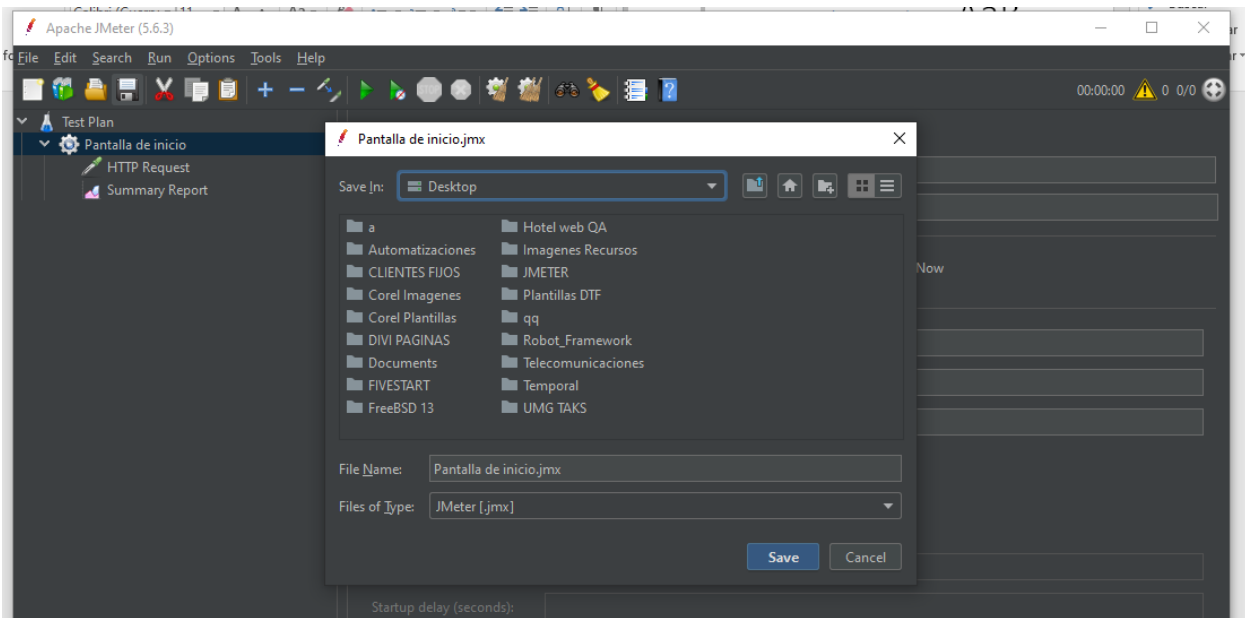 Apache JMeter (5.6.3)
File Edit Search Run Options Tools Help
00:00:00 0 0/0
Test Plan
Pantalla de inicio
HTTP Request
Summary Report
Pantalla de inicio.jmx
Save In: Desktop
a Hotel web QA
Automatizaciones Imagenes Recursos
CLIENTES FIJOS JMETER
Corel Imagenes Plantillas DTF
Corel Plantillas qq
DIVI PAGINAS Robot_Framework
Documents Telecomunicaciones
FIVESTART Temporal
FreeBSD 13 UMG TAKS
Now
File Name: Pantalla de inicio.jmx
Files of Type: JMeter [.jmx]
Save Cancel
Startup delay (seconds):